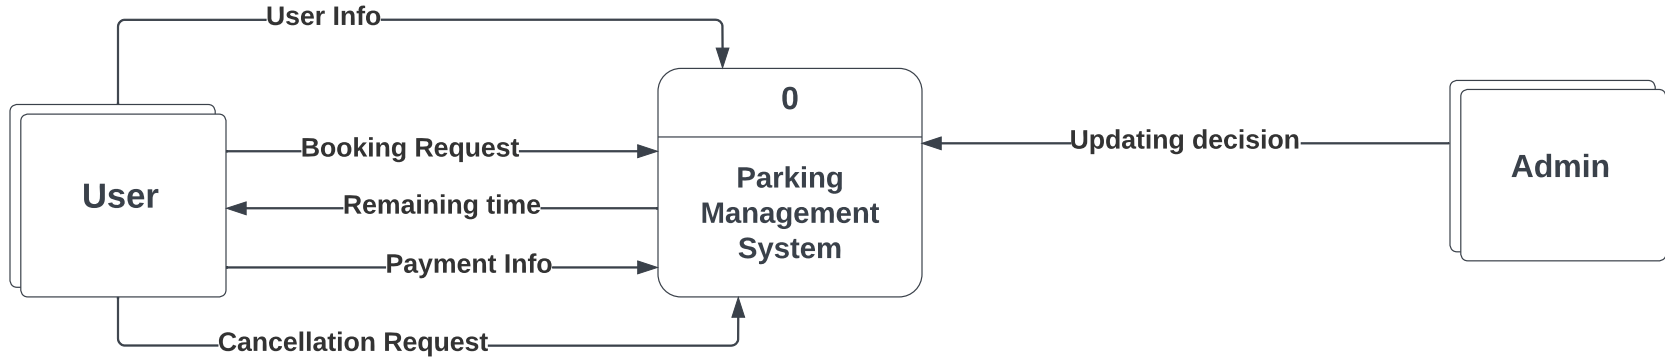 User Info
0
Booking Request
Updating decision
Parking
Management
System
Admin
User
Remaining time
Payment Info
Cancellation Request